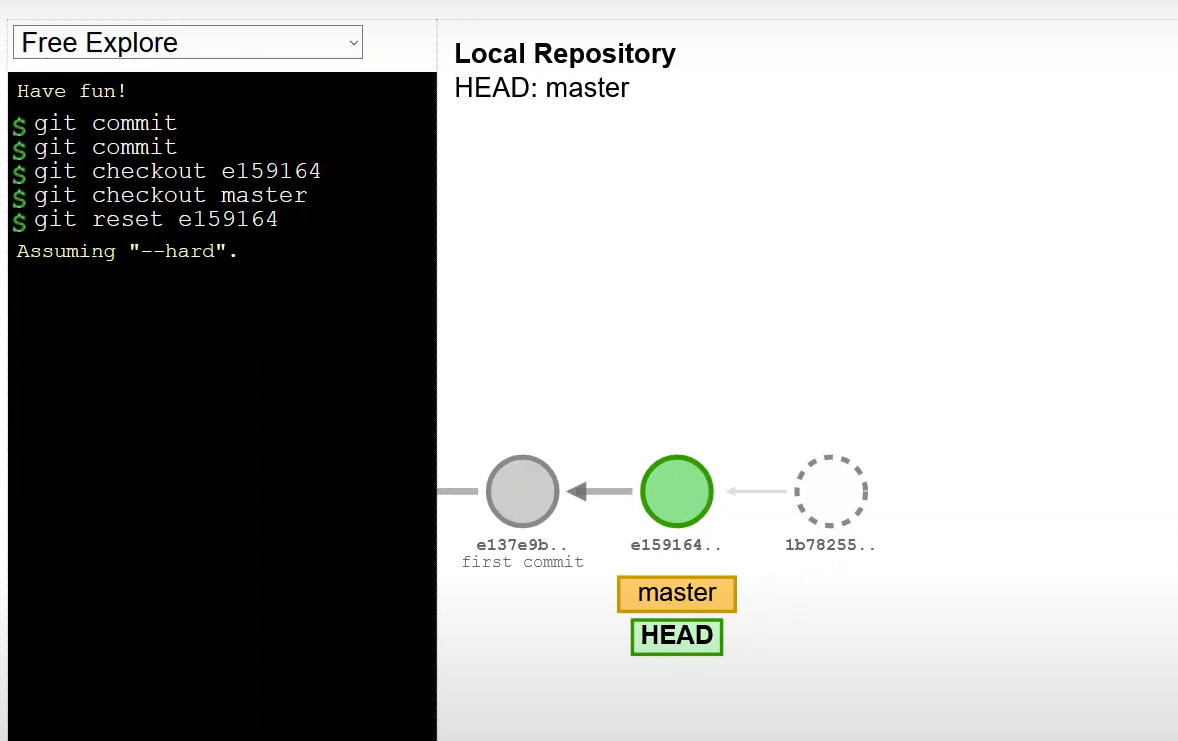 Free Explore
Have fun!
$ git commit
$ git commit
$ git checkout e159164
$ git checkout master
$ git reset e159164
Assuming "--hard".
Local Repository
HEAD: master
e137e9b..
first commit
e159164..
1b78255..
master
HEAD